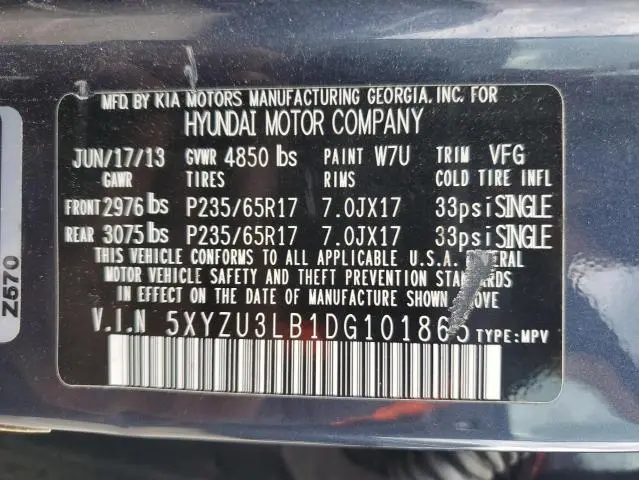 MFD. BY KIA MOTORS MANUFACTURING GEORGIA, INC. FOR
HYUNDAI MOTOR COMPANY
JUN/17/13 GVWR 4850 lbs PAINT W7U TRIM VFG
GAWR TIRES RIMS COLD TIRE INFL
FRONT 2976 lbs P235/65R17 7.0JX17 33psi SINGLE
REAR 3075 lbs P235/65R17 7.0JX17 33psi SINGLE
THIS VEHICLE CONFORMS TO ALL APPLICABLE U.S.A.
MOTOR VEHICLE SAFETY AND THEFT PREVENTION STANDARDS
IN EFFECT ON THE DATE OF MANUFACTURE SHOWN
V.I.N 5XYZU3LB1DG101865 TYPE:MPV
Z570